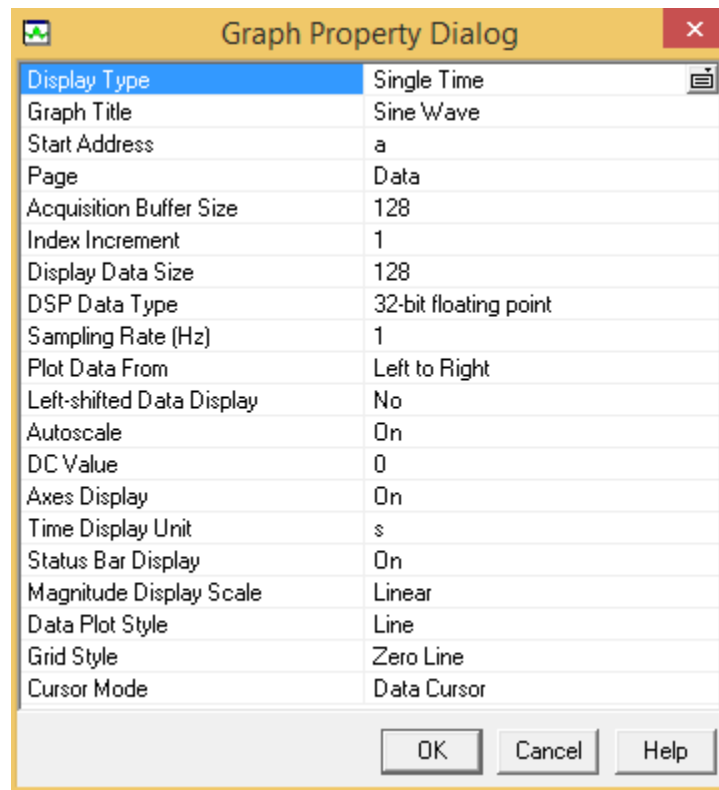 Graph Property Dialog
Display Type Single Time
Graph Title Sine Wave
Start Address a
Page Data
Acquisition Buffer Size 128
Index Increment 1
Display Data Size 128
DSP Data Type 32-bit floating point
Sampling Rate (Hz) 1
Plot Data From Left to Right
Left-shifted Data Display No
Autoscale On
DC Value 0
Axes Display On
Time Display Unit s
Status Bar Display On
Magnitude Display Scale Linear
Data Plot Style Line
Grid Style Zero Line
Cursor Mode Data Cursor
OK Cancel Help